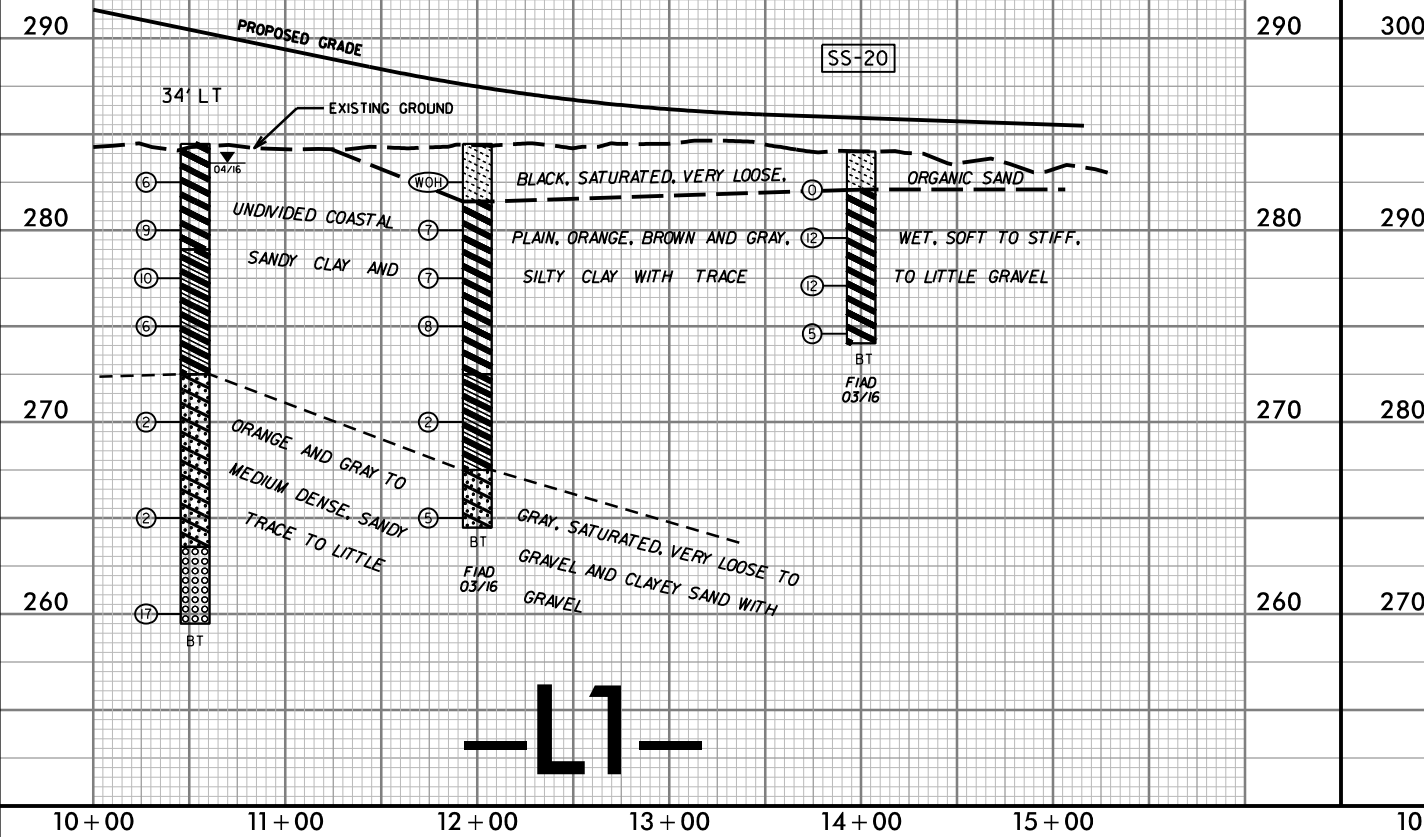 290
PROPOSED GRADE
SS-20
290
300
34' LT
EXISTING GROUND
04/16
6
WOH
BLACK, SATURATED, VERY LOOSE,
0
ORGANIC SAND
280
UNDIVIDED COASTAL
9
7
PLAIN, ORANGE, BROWN AND GRAY,
12
WET, SOFT TO STIFF,
280
290
SANDY CLAY AND
10
7
SILTY CLAY WITH TRACE
12
TO LITTLE GRAVEL
6
8
5
BT
FIAD
03/16
270
2
ORANGE AND GRAY TO
2
270
280
MEDIUM DENSE, SANDY
2
TRACE TO LITTLE
5
GRAY, SATURATED, VERY LOOSE TO
BT
GRAVEL AND CLAYEY SAND WITH
FIAD
03/16
GRAVEL
260
17
260
270
BT
-L1-
10+00 11+00 12+00 13+00 14+00 15+00 10